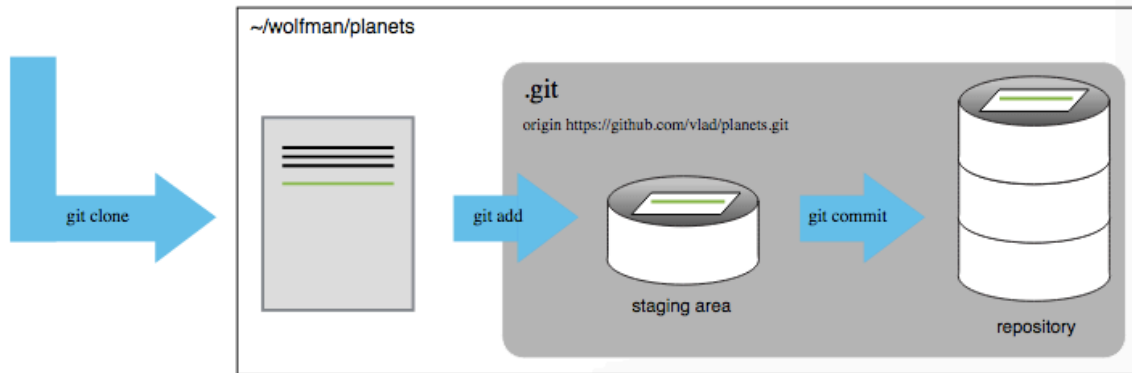 ~/wolfman/planets
.git
origin https://github.com/vlad/planets.git
git clone
git add
git commit
staging area
repository